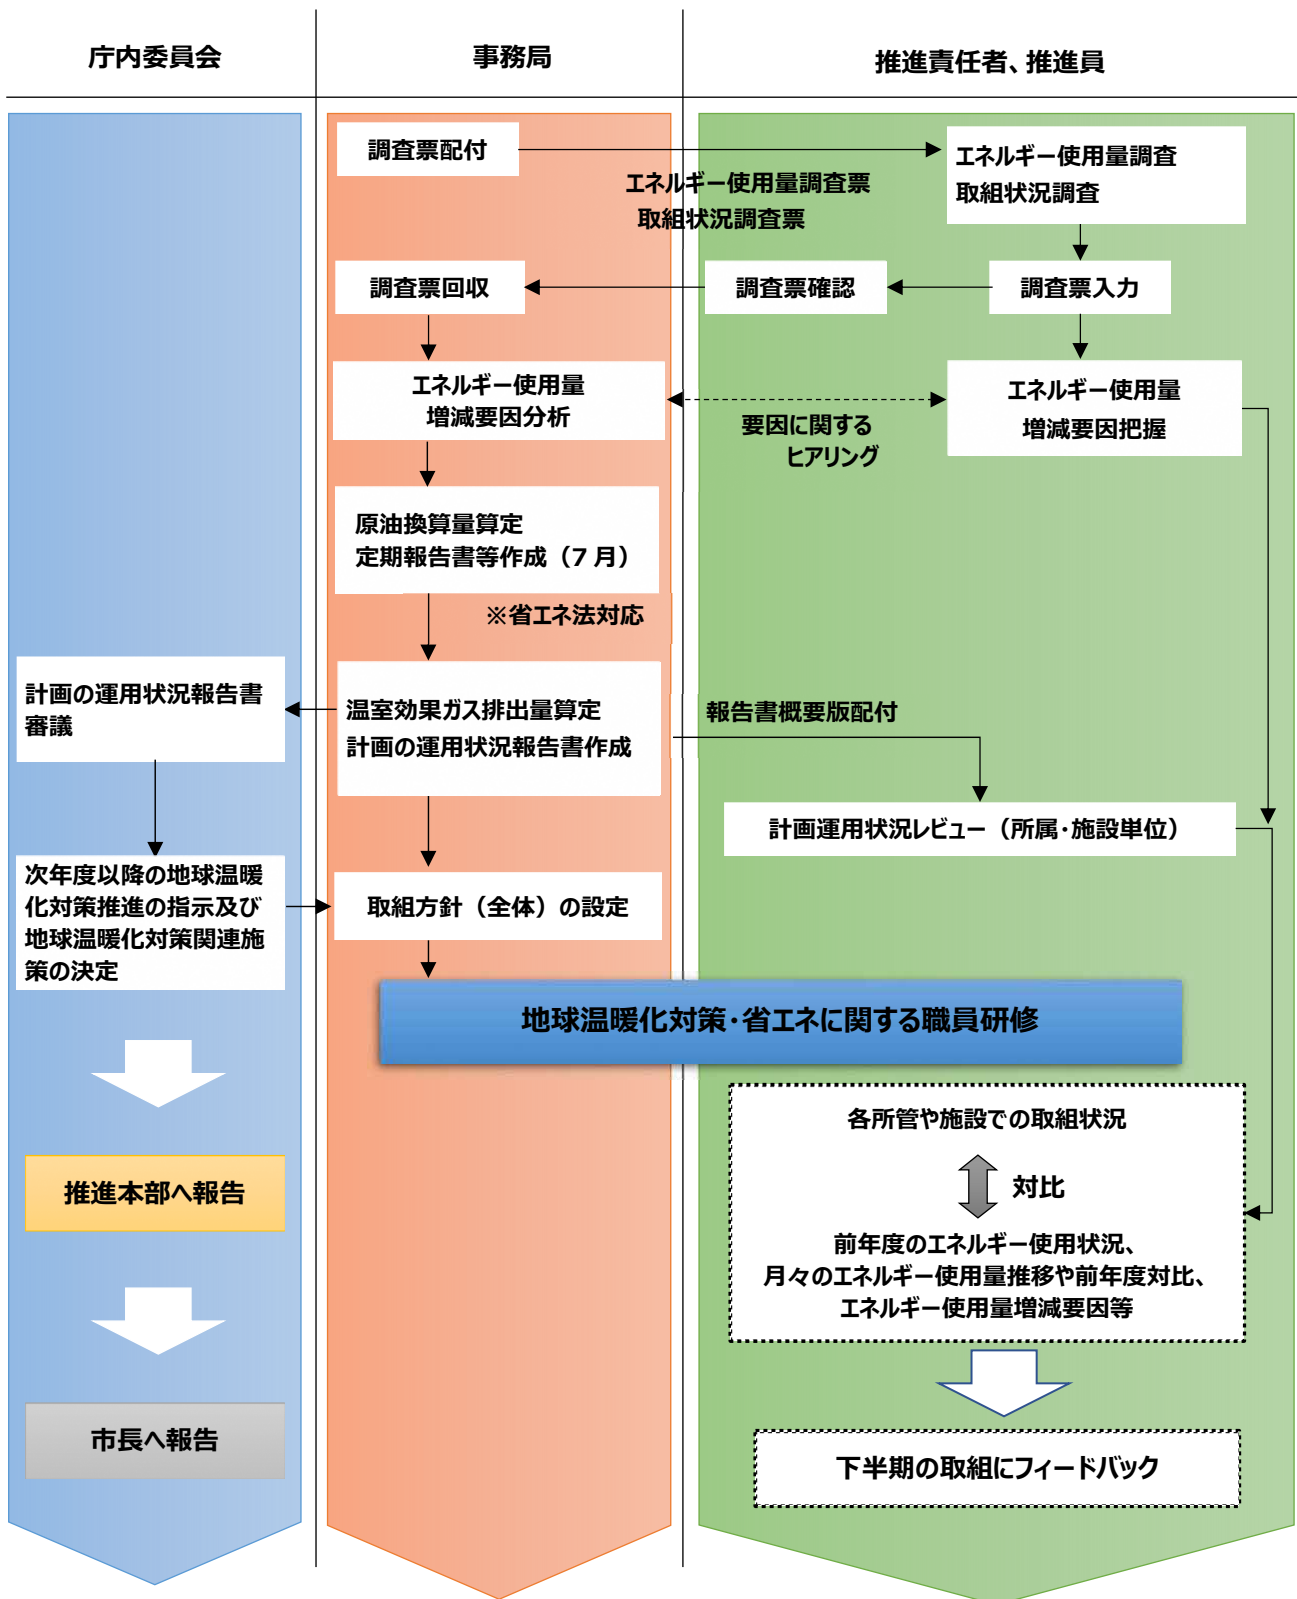 庁内委員会
事務局
推進責任者、推進員
調査票配付
エネルギー使用量調査票
取組状況調査票
エネルギー使用量調査
取組状況調査
調査票回収
調査票確認
調査票入力
エネルギー使用量
増減要因分析
要因に関する
ヒアリング
エネルギー使用量
増減要因把握
原油換算量算定
定期報告書等作成（7月）
※省エネ法対応
計画の運用状況報告書
審議
温室効果ガス排出量算定
計画の運用状況報告書作成
報告書概要版配付
計画運用状況レビュー（所属・施設単位）
次年度以降の地球温暖
化対策推進の指示及び
地球温暖化対策関連施
策の決定
取組方針（全体）の設定
地球温暖化対策・省エネに関する職員研修
各所管や施設での取組状況
対比
前年度のエネルギー使用状況、
月々のエネルギー使用量推移や前年度対比、
エネルギー使用量増減要因等
推進本部へ報告
市長へ報告
下半期の取組にフィードバック